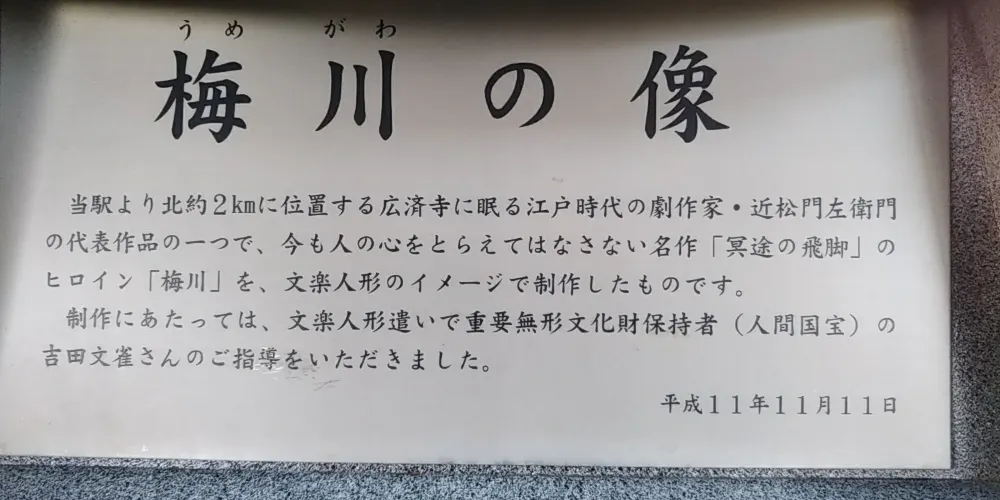 うめ がわ
梅川の像
当駅より北約2kmに位置する広済寺に眠る江戸時代の劇作家・近松門左衛門
の代表作品の一つで、今も人の心をとらえてはなさない名作「冥途の飛脚」の
ヒロイン「梅川」を、文楽人形のイメージで制作したものです。
制作にあたっては、文楽人形遣いで重要無形文化財保持者（人間国宝）の
吉田文雀さんのご指導をいただきました。
平成11年11月11日